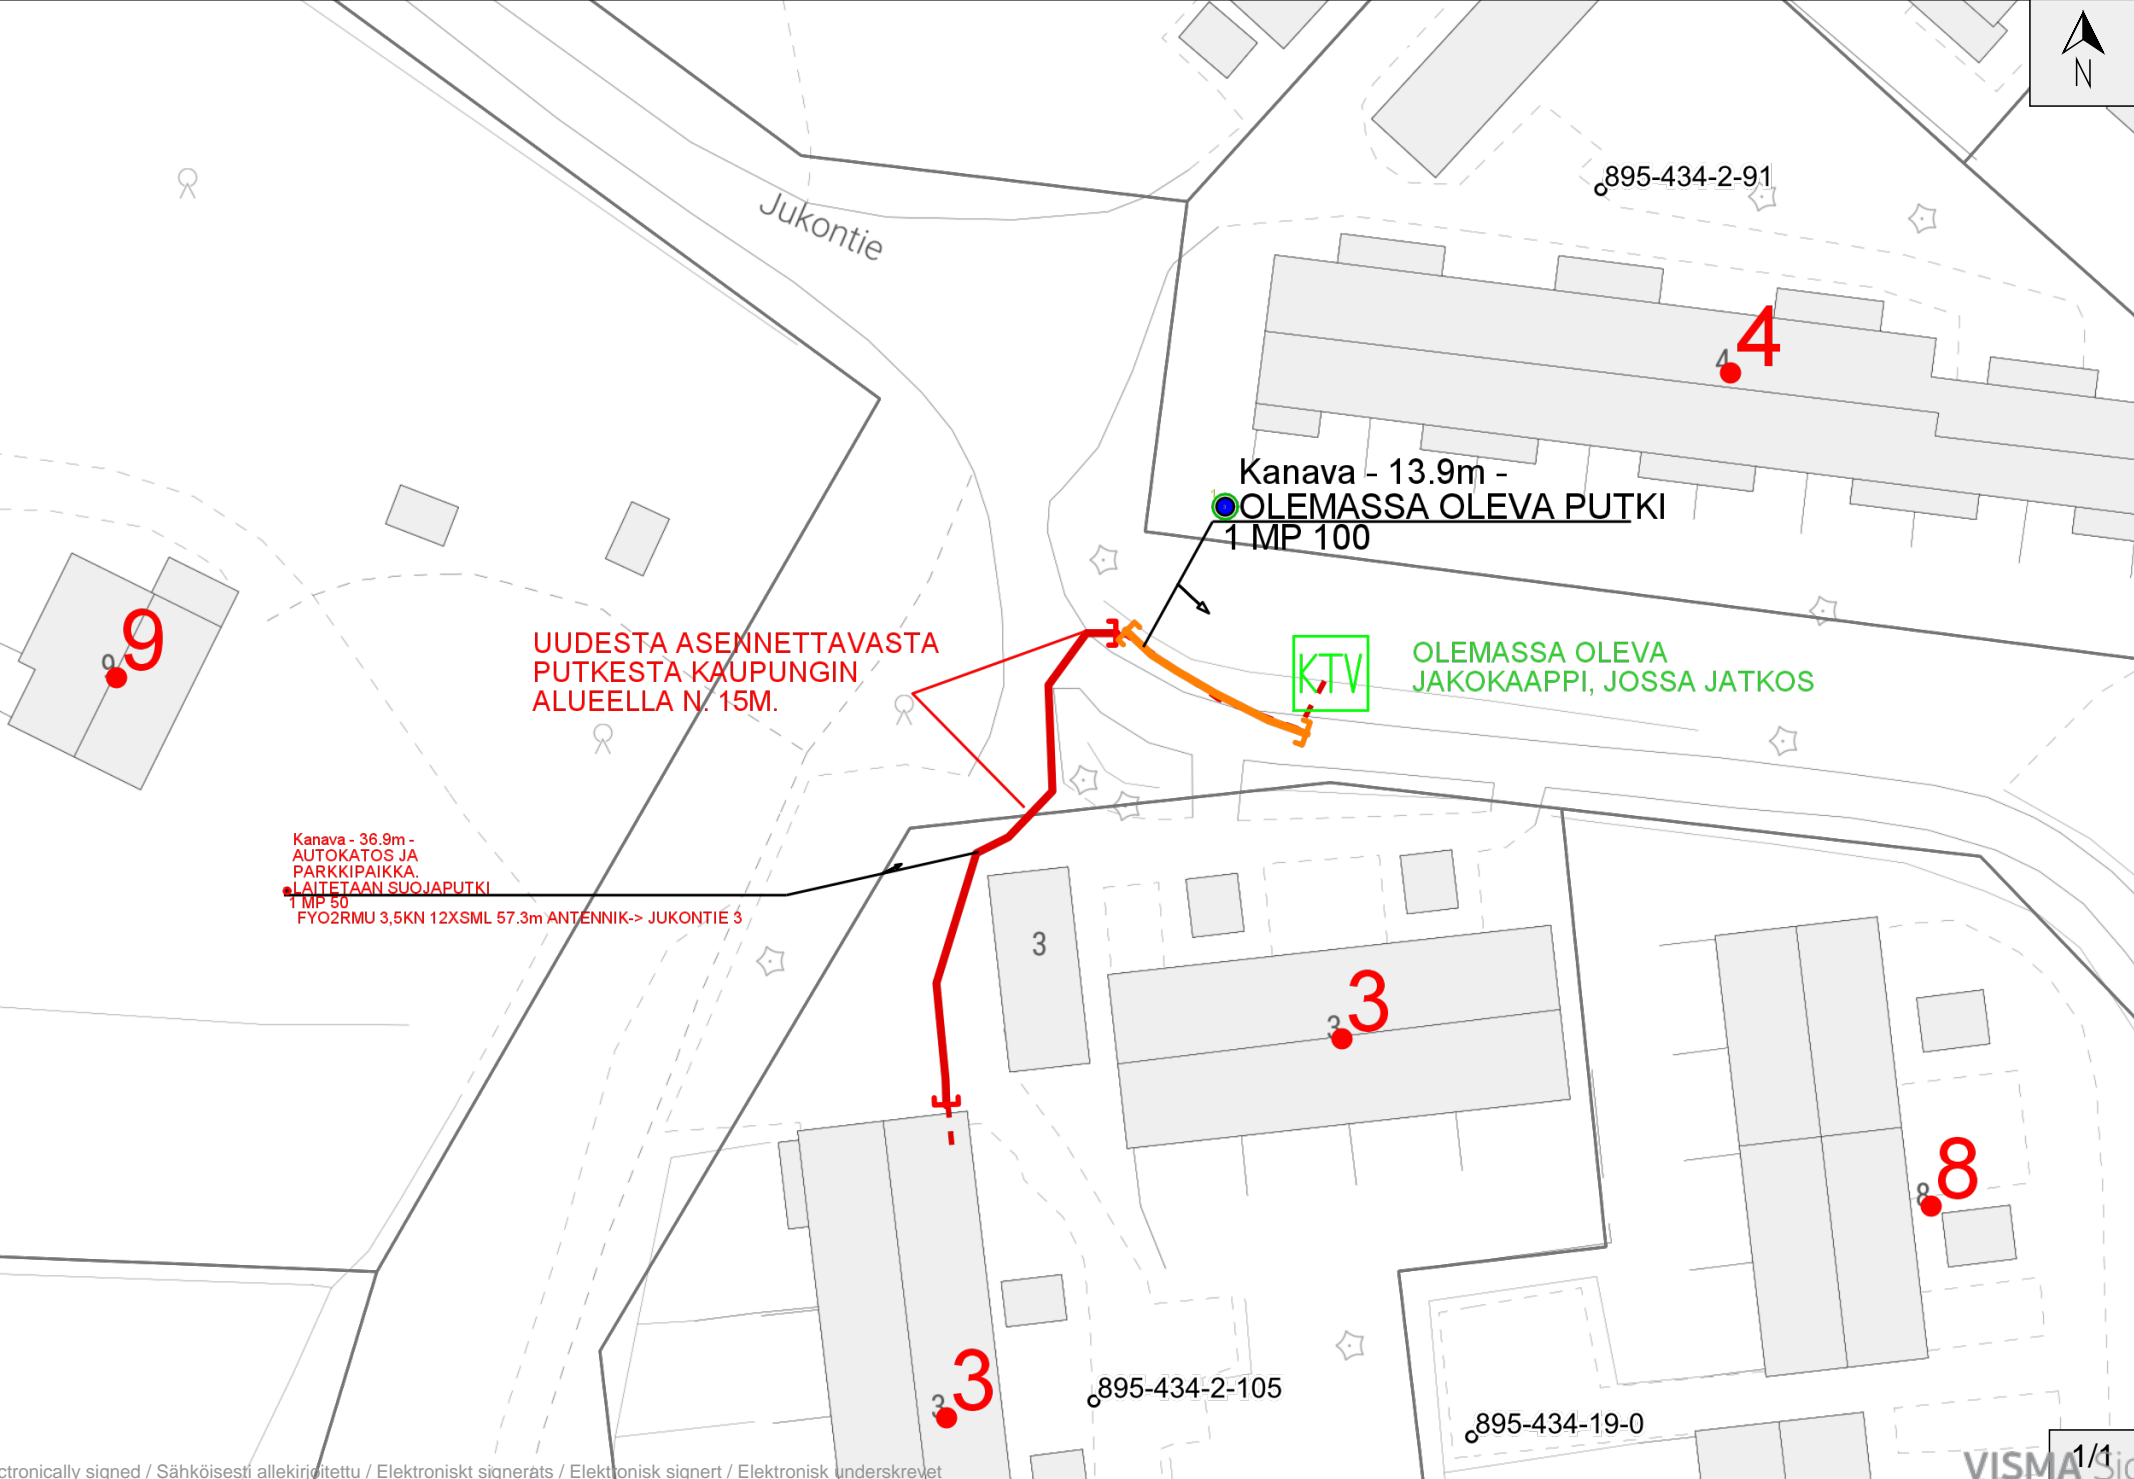 N
895-434-2-91
Jukontie
4
4
Kanava - 13.9m -
1
OLEMASSA OLEVA PUTKI
1 MP 100
9
9
UUDESTA ASENNETTAVASTA
PUTKESTA KAUPUNGIN
ALUEELLA N. 15M.
KTV
OLEMASSA OLEVA
JAKOKAAPPI, JOSSA JATKOS
Kanava - 36.9m -
AUTOKATOS JA
PARKKIPAIKKA.
LAITETAAN SUOJAPUTKI
1 MP 50
FYO2RMU 3,5KN 12XSML 57.3m ANTENNIK-> JUKONTIE 3
3
3
3
8
8
3
3
895-434-2-105
895-434-19-0
1/1
ctronically signed / Sähköisesti allekirjoitettu / Elektroniskt signerats / Elektronisk signert / Elektronisk underskrevet
VISMA Sig